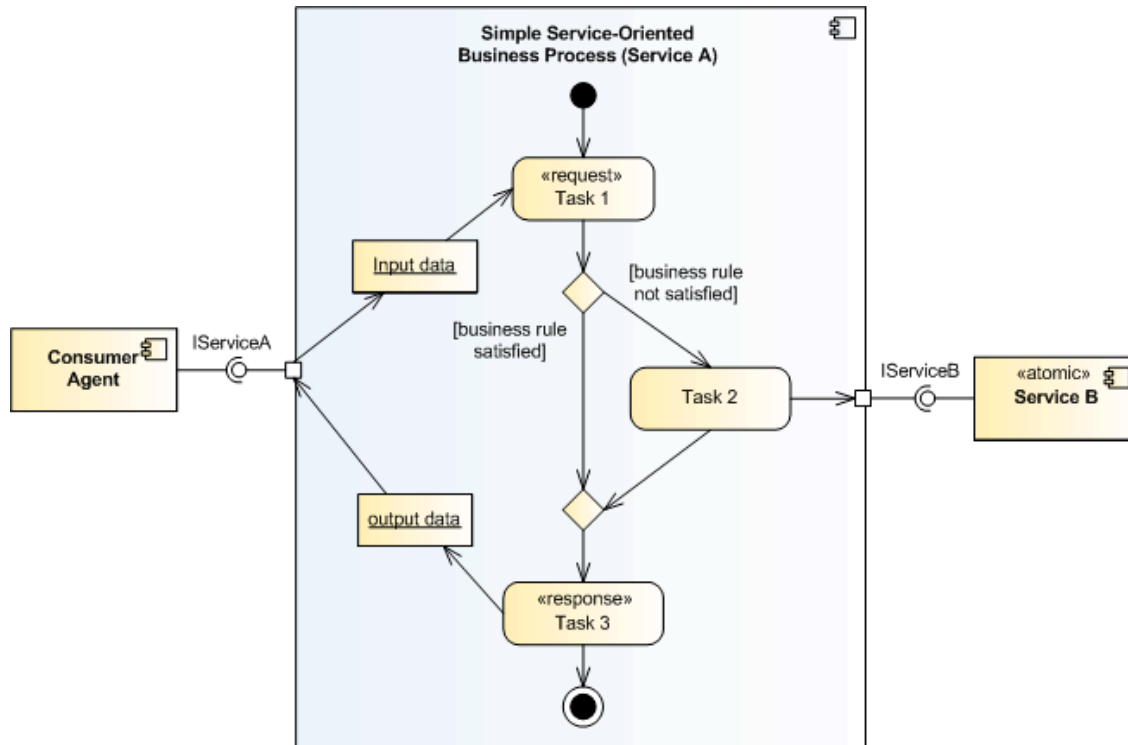 Simple Service-Oriented
Business Process (Service A)
«request»
Task 1
Input data
[business rule
not satisfied]
[business rule
satisfied]
IServiceA
Consumer
Agent
Task 2
IServiceB
«atomic»
Service B
output data
«response»
Task 3